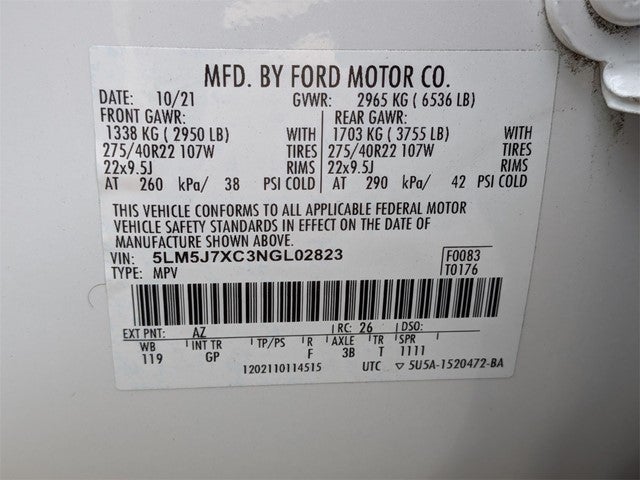 MFD. BY FORD MOTOR CO.
DATE: 10/21 GVWR: 2965 KG ( 6536 LB)
FRONT GAWR: REAR GAWR:
1338 KG ( 2950 LB) WITH 1703 KG ( 3755 LB) WITH
275/40R22 107W TIRES 275/40R22 107W TIRES
22x9.5J RIMS 22x9.5J RIMS
AT 260 kPa/ 38 PSI COLD AT 290 kPa/ 42 PSI COLD
THIS VEHICLE CONFORMS TO ALL APPLICABLE FEDERAL MOTOR
VEHICLE SAFETY STANDARDS IN EFFECT ON THE DATE OF
MANUFACTURE SHOWN ABOVE.
VIN: 5LM5J7XC3NGL02823 F0083
TYPE: MPV T0176
EXT PNT: AZ RC: 26 DSO:
WB INT TR TP/PS R AXLE TR SPR
119 GP F 3B T 1111
1202110114515 UTC ▽ 5U5A-1520472-BA